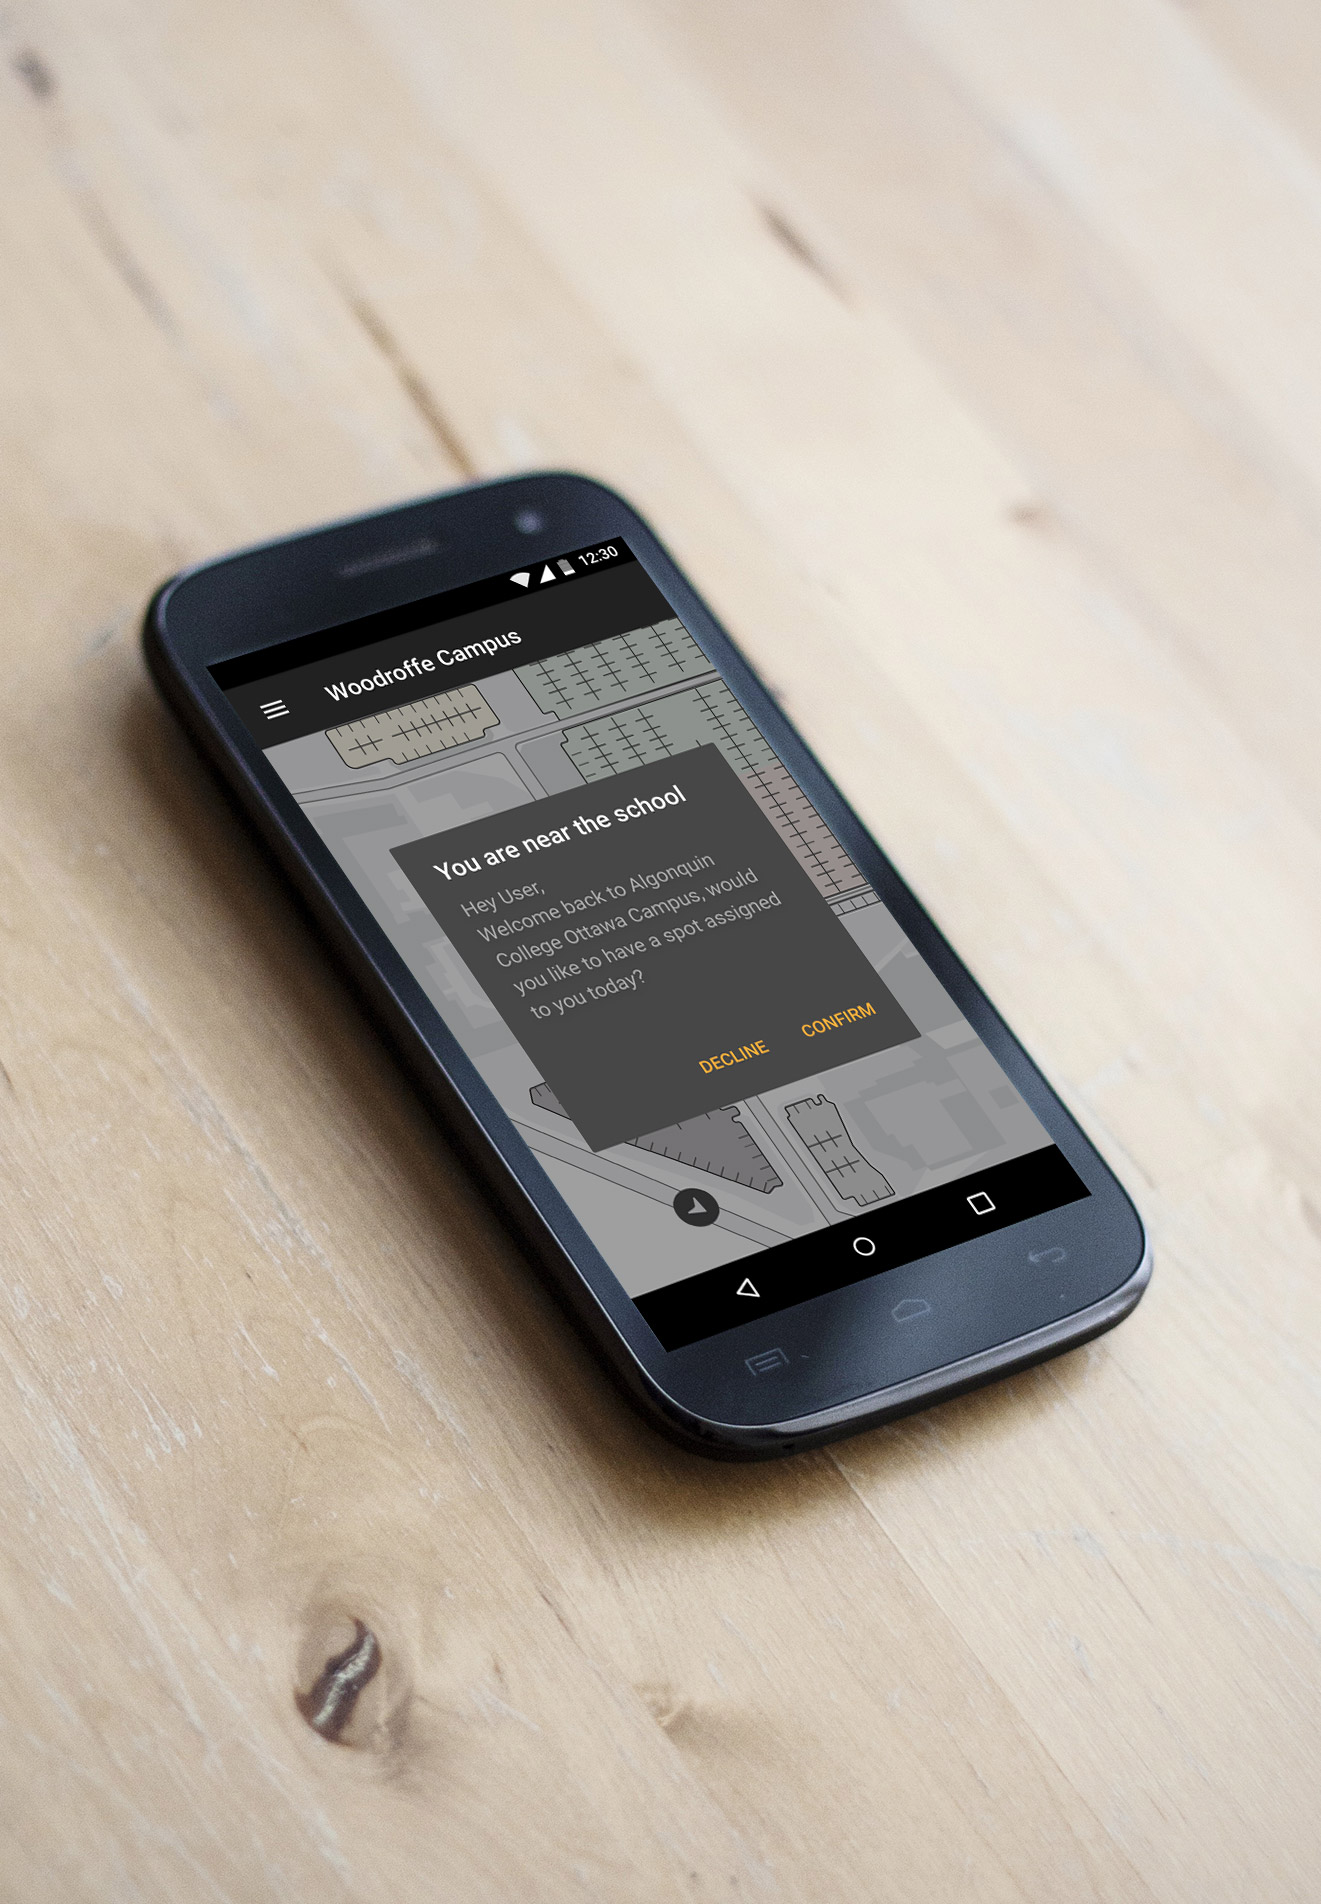 12:30
Woodroffe Campus
You are near the school
Hey User,
Welcome back to Algonquin
College Ottawa Campus, would
you like to have a spot assigned
to you today?
DECLINE CONFIRM